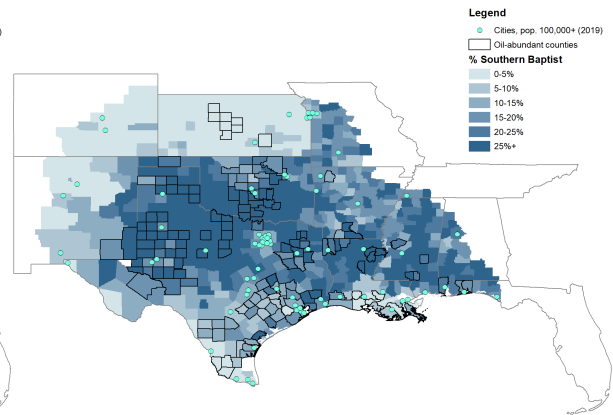 Legend
Cities, pop. 100,000+ (2019)
Oil-abundant counties
% Southern Baptist
0-5%
5-10%
10-15%
15-20%
20-25%
25%+
)